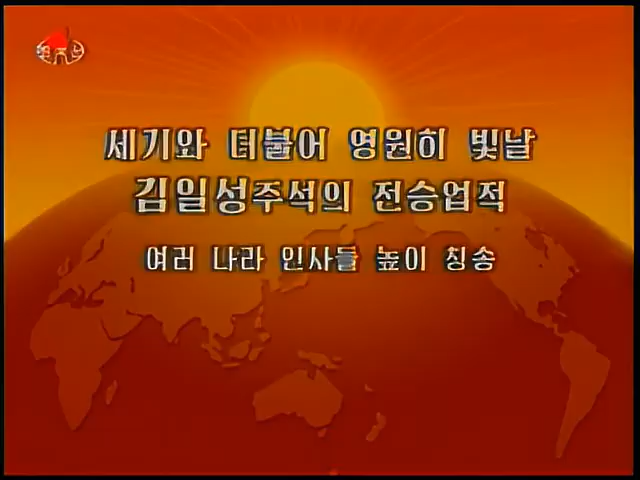 세기와 더불어 영원히 빛날
김일성주석의 전승업적
여러 나라 인사들 높이 칭송